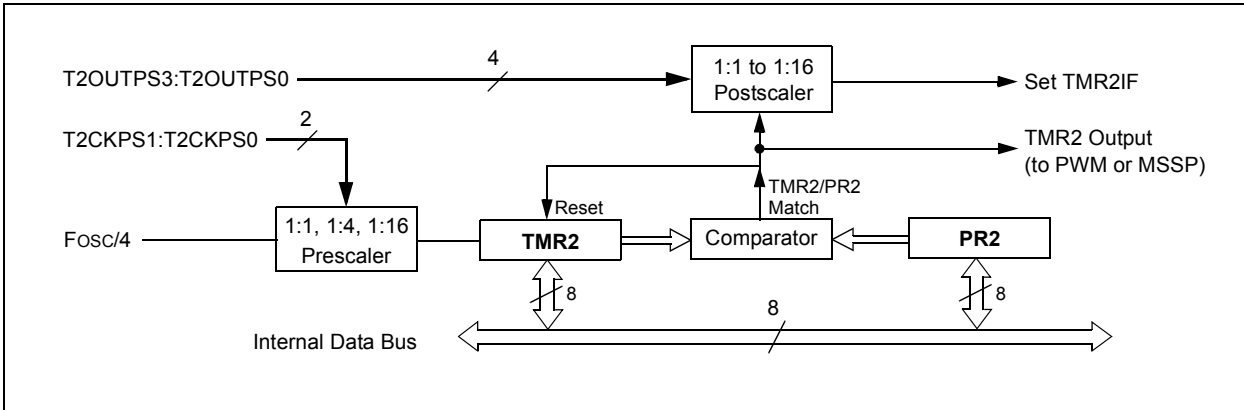 4
T2OUTPS3:T2OUTPS0
1:1 to 1:16
Postscaler
Set TMR2IF
2
T2CKPS1:T2CKPS0
TMR2 Output
(to PWM or MSSP)
TMR2/PR2
Match
Reset
FOSC/4
1:1, 1:4, 1:16
Prescaler
TMR2
Comparator
PR2
8
8
8
Internal Data Bus